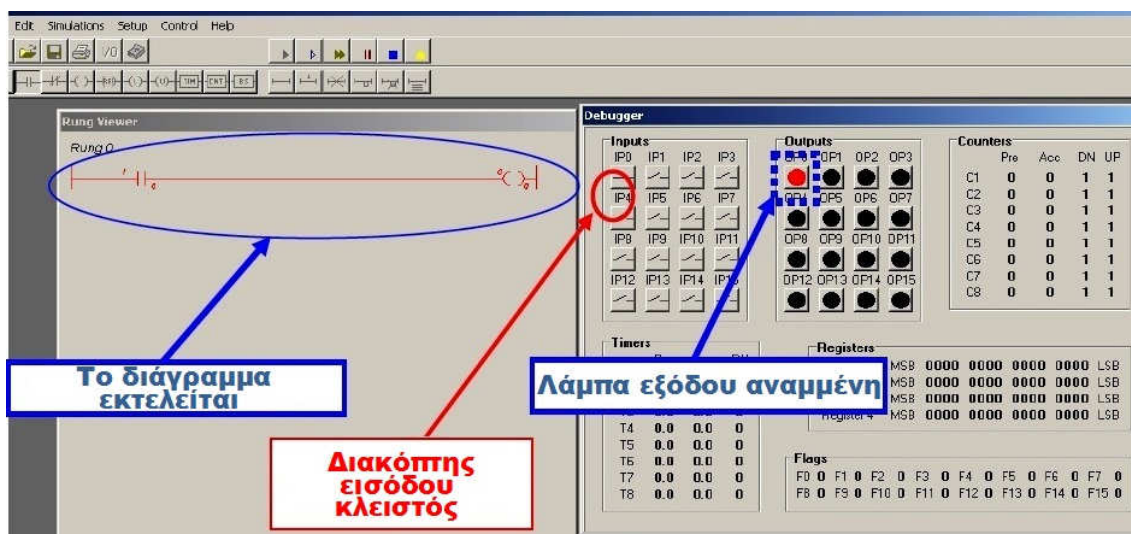 Edit Simulations Setup Control Help
I/O
RST (L) (U) TIM CNT BS
Rung Viewer
Rung 0
I 0
O 0
Debugger
Inputs
IP0 IP1 IP2 IP3
IP4 IP5 IP6 IP7
IP8 IP9 IP10 IP11
IP12 IP13 IP14
Outputs
OP0 OP1 OP2 OP3
OP4 OP5 OP6 OP7
OP8 OP9 OP10 OP11
OP12 OP13 OP14 OP15
Counters
Pre Acc DN UP
C1 0 0 1 1
C2 0 0 1 1
C3 0 0 1 1
C4 0 0 1 1
C5 0 0 1 1
C6 0 0 1 1
C7 0 0 1 1
C8 0 0 1 1
Το διάγραμμα
εκτελείται
Διακόπτης
εισόδου
κλειστός
Λάμπα εξόδου αναμμένη
Timers
T4 0.0 0.0 0
T5 0.0 0.0 0
T6 0.0 0.0 0
T7 0.0 0.0 0
T8 0.0 0.0 0
Registers
MSB 0000 0000 0000 0000 LSB
MSB 0000 0000 0000 0000 LSB
MSB 0000 0000 0000 0000 LSB
Register 4 MSB 0000 0000 0000 0000 LSB
Flags
F0 0 F1 0 F2 0 F3 0 F4 0 F5 0 F6 0 F7 0
F8 0 F9 0 F10 0 F11 0 F12 0 F13 0 F14 0 F15 0